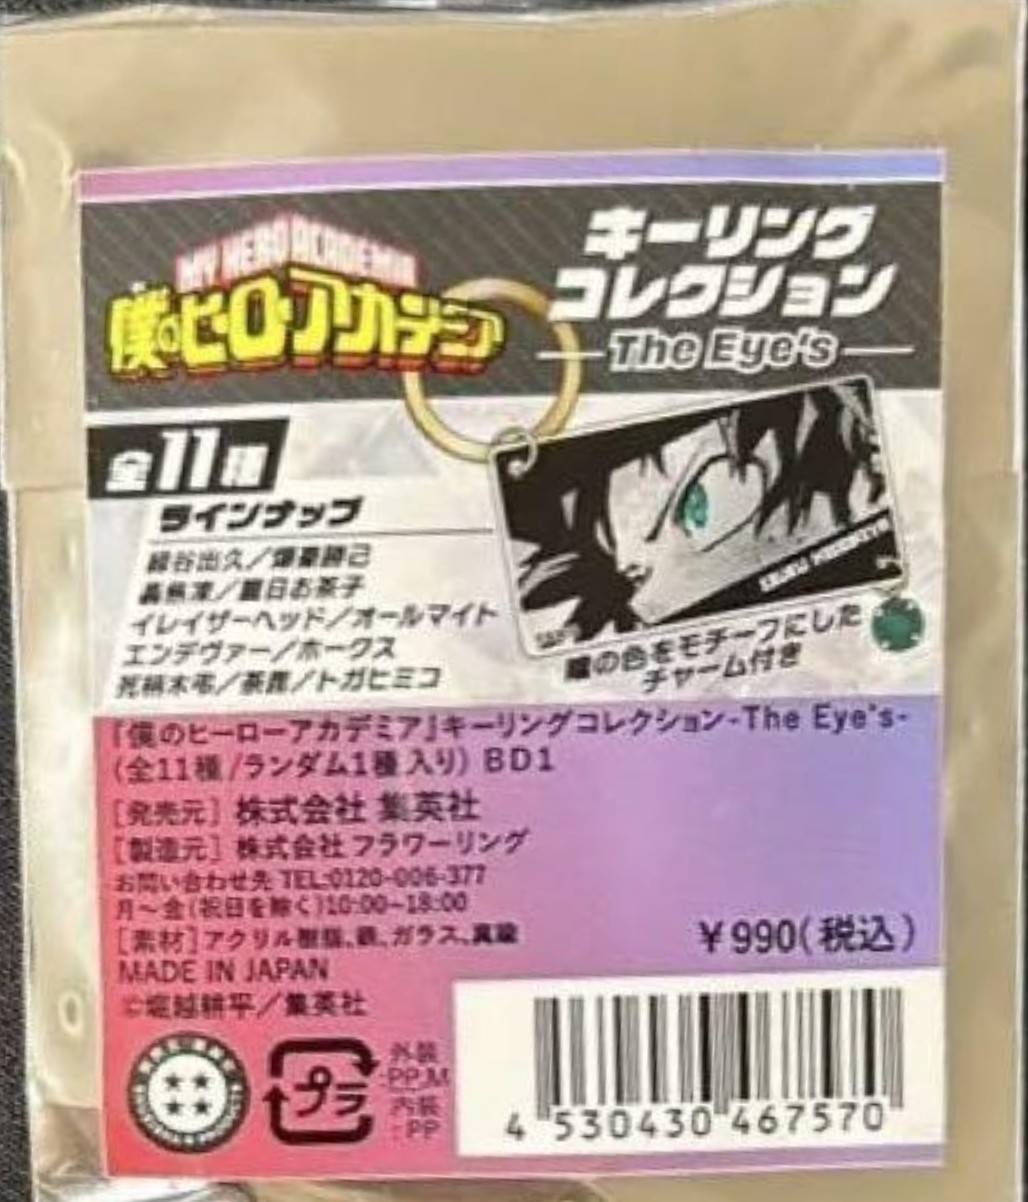 MY HERO ACADEMIA
僕のヒーローアカデミア
キーリング
コレクション
The Eye's
全11種
ラインナップ
緑谷出久／爆豪勝己
轟焦凍／麗日お茶子
イレイザーヘッド／オールマイト
エンデヴァー／ホークス
死柄木弔／荼毘／トガヒミコ
IZUKU MIDORIYA
瞳の色をモチーフにした
チャーム付き
『僕のヒーローアカデミア』キーリングコレクション-The Eye's-
(全11種/ランダム1種入り) BD1
[発売元] 株式会社 集英社
[製造元] 株式会社フラワーリング
お問い合わせ先 TEL:0120-006-377
月～金(祝日を除く)10:00~18:00
[素材]アクリル樹脂、鉄、ガラス、真鍮
¥990(税込)
MADE IN JAPAN
©堀越耕平／集英社
プラ
外装
:PP,M
内装
:PP
4 530430 467570